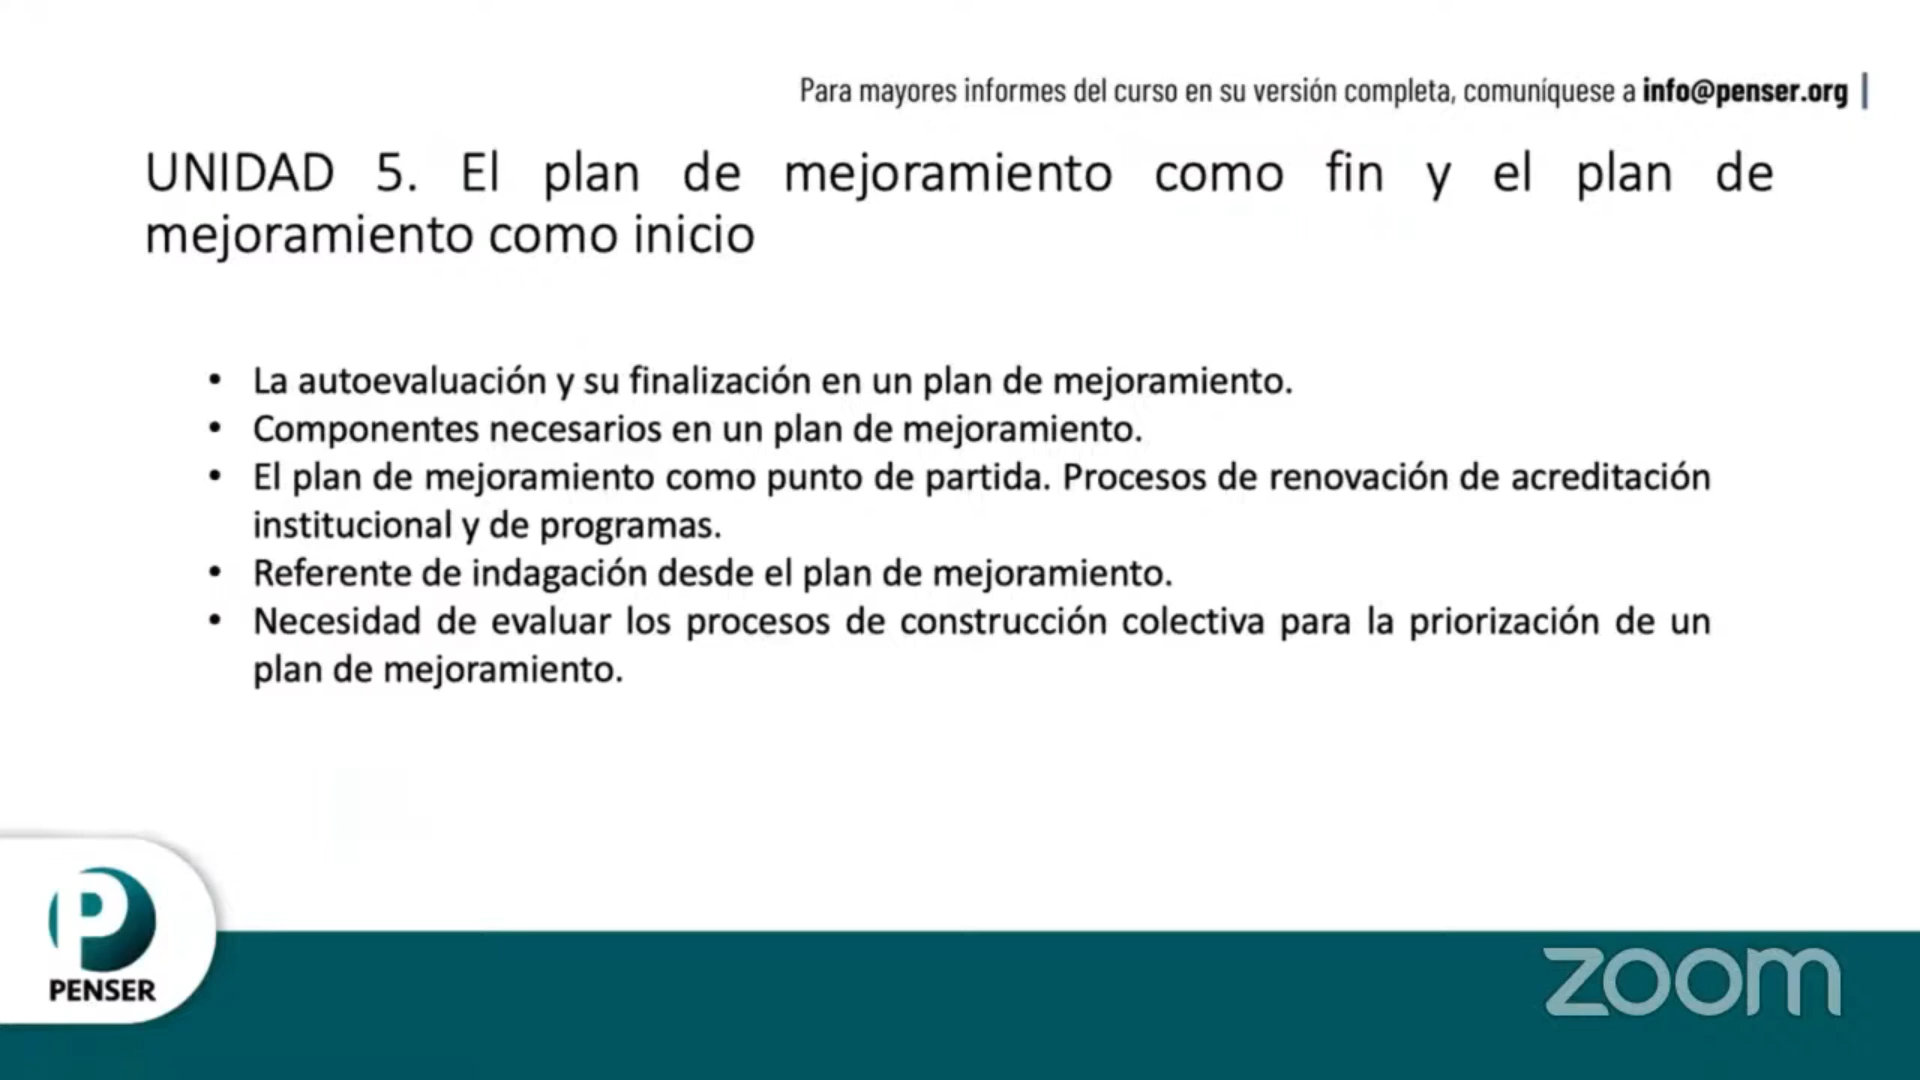 Para mayores informes del curso en su versión completa, comuníquese a info@penser.org |
UNIDAD 5. El plan de mejoramiento como fin y el plan de
mejoramiento como inicio
• La autoevaluación y su finalización en un plan de mejoramiento.
• Componentes necesarios en un plan de mejoramiento.
• El plan de mejoramiento como punto de partida. Procesos de renovación de acreditación
institucional y de programas.
• Referente de indagación desde el plan de mejoramiento.
• Necesidad de evaluar los procesos de construcción colectiva para la priorización de un
plan de mejoramiento.
P
PENSER
zoom